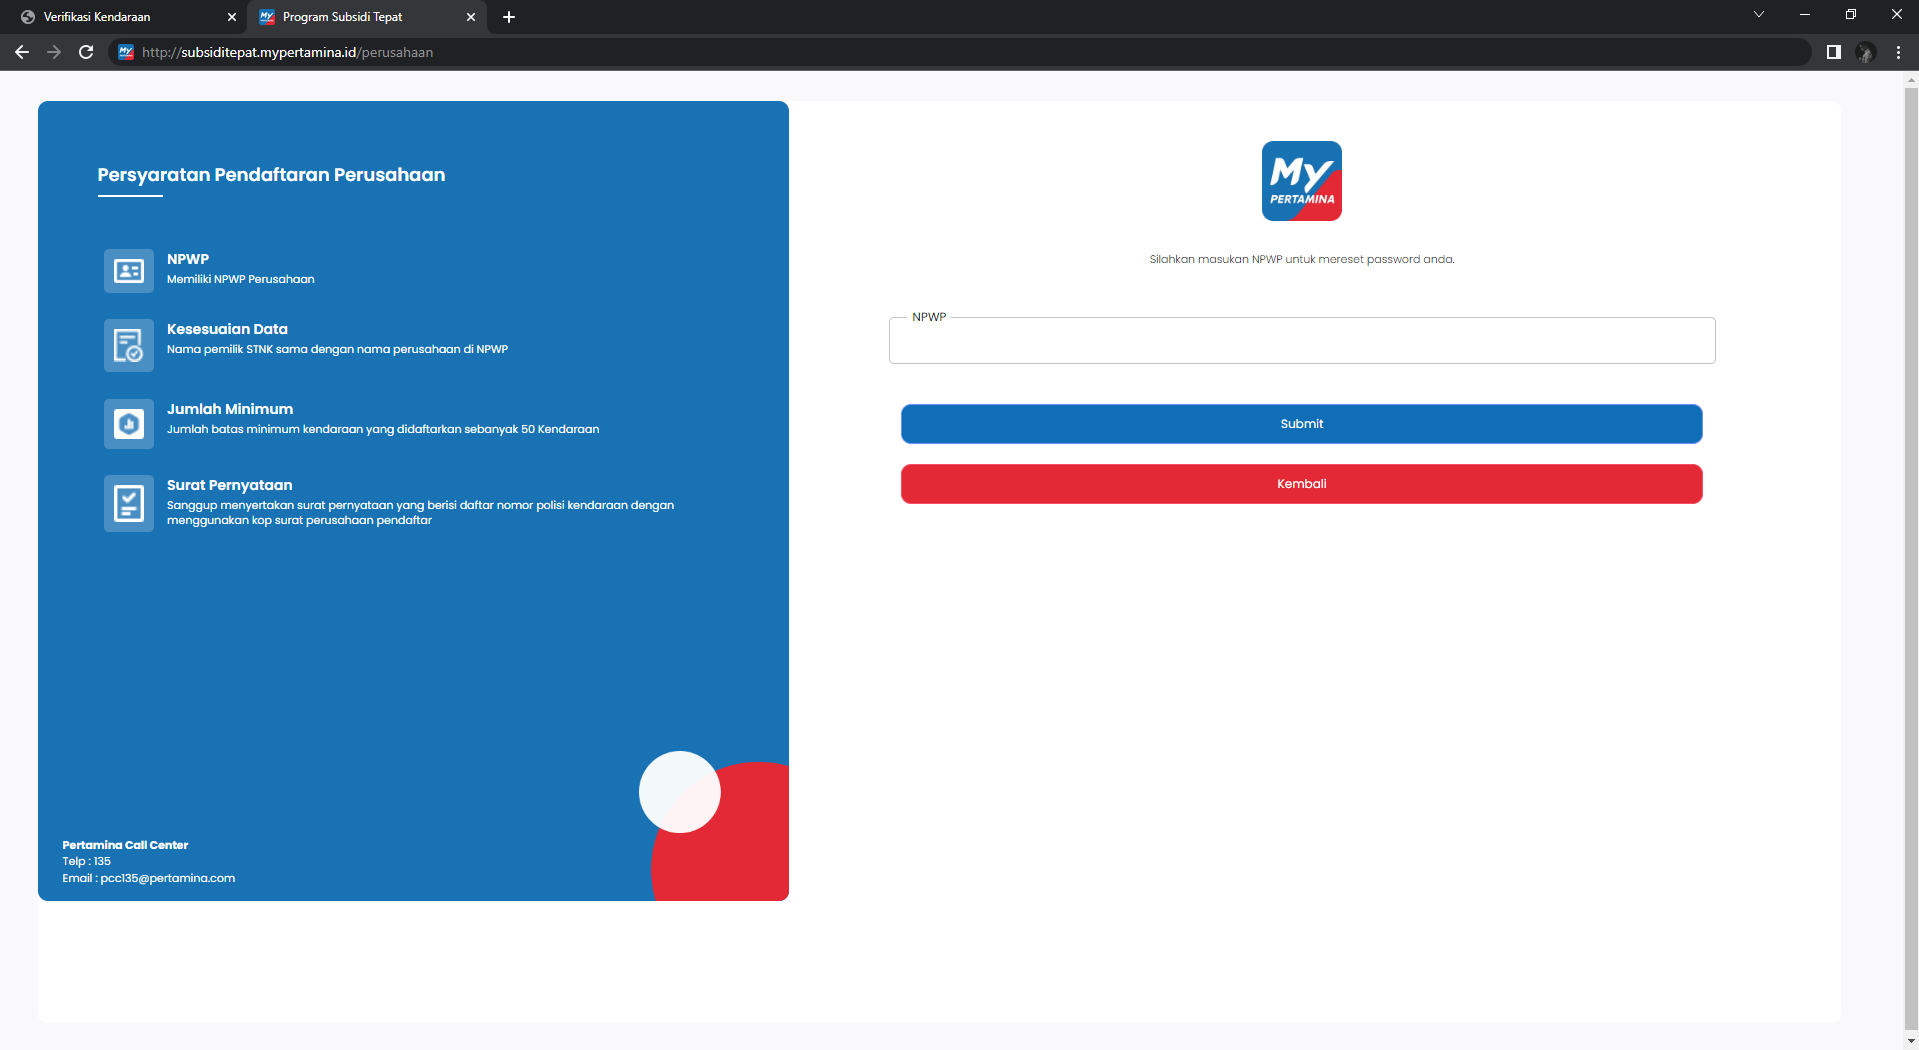 Verifikasi Kendaraan
My
Program Subsidi Tepat
My
http://subsiditepat.mypertamina.id/perusahaan
Persyaratan Pendaftaran Perusahaan
NPWP
Memiliki NPWP Perusahaan
Kesesuaian Data
Nama pemilik STNK sama dengan nama perusahaan di NPWP
Jumlah Minimum
Jumlah batas minimum kendaraan yang didaftarkan sebanyak 50 Kendaraan
Surat Pernyataan
Sanggup menyertakan surat pernyataan yang berisi daftar nomor polisi kendaraan dengan
menggunakan kop surat perusahaan pendaftar
Pertamina Call Center
Telp : 135
Email : pcc135@pertamina.com
My
PERTAMINA
Silahkan masukan NPWP untuk mereset password anda.
NPWP
Submit
Kembali